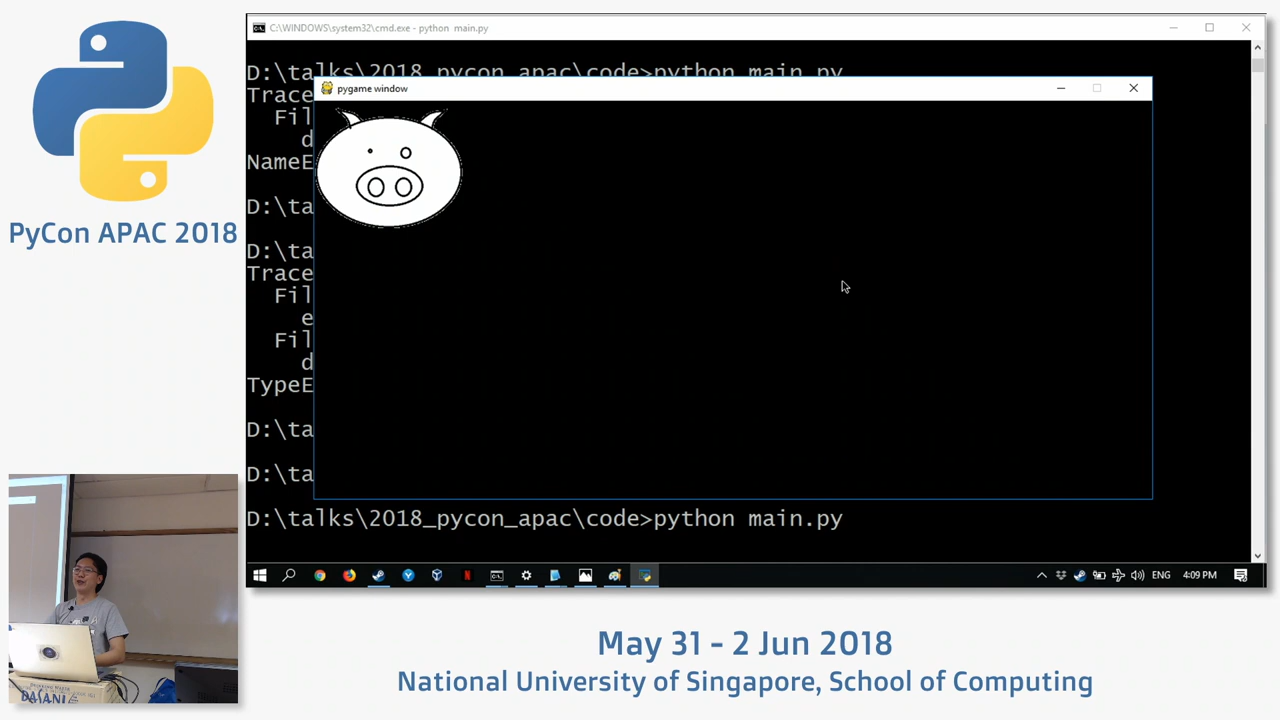 PyCon APAC 2018
C:\WINDOWS\system32\cmd.exe - python main.py
D:\talks\2018_pycon_apac\code>python main.py
Trace
pygame window
Fil
d
NameE
D:\ta
D:\ta
Trace
Fil
e
Fil
d
TypeE
D:\ta
D:\ta
D:\talks\2018_pycon_apac\code>python main.py
ENG
4:09 PM
DASANI
May 31 - 2 Jun 2018
National University of Singapore, School of Computing